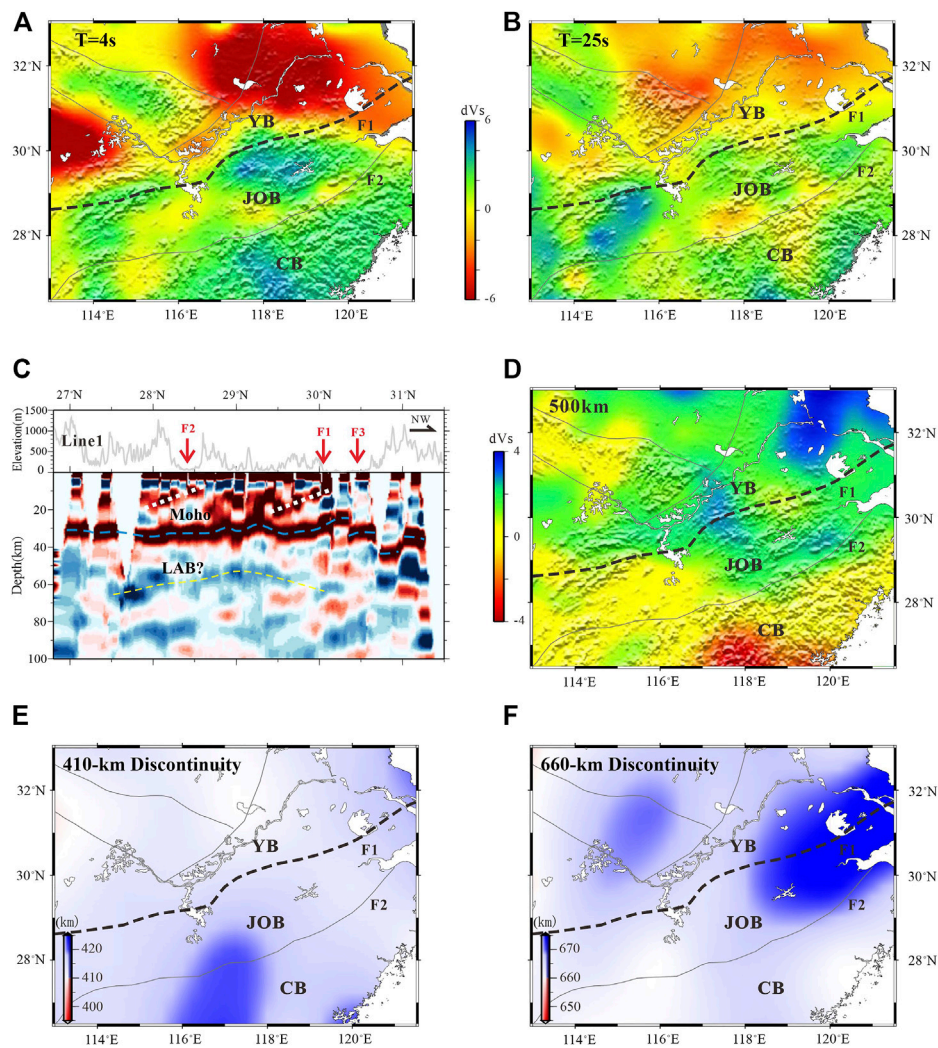 A
T=4s
32°N
30°N
28°N
YB
F1
F2
JOB
CB
114°E
116°E
118°E
120°E
dVs
6
0
-6
B
T=25s
32°N
30°N
28°N
YB
F1
F2
JOB
CB
114°E
116°E
118°E
120°E
C
27°N
28°N
29°N
30°N
31°N
Elevation(m)
1500
1000
500
0
Line1
F2
F1
F3
NW
Depth(km)
20
40
60
80
100
Moho
LAB?
D
500km
dVs
4
2
0
-2
-4
32°N
30°N
28°N
YB
F1
F2
JOB
CB
114°E
116°E
118°E
120°E
E
410-km Discontinuity
32°N
30°N
28°N
YB
F1
F2
JOB
CB
(km)
420
410
400
114°E
116°E
118°E
120°E
F
660-km Discontinuity
32°N
30°N
28°N
YB
F1
F2
JOB
CB
(km)
670
660
650
114°E
116°E
118°E
120°E